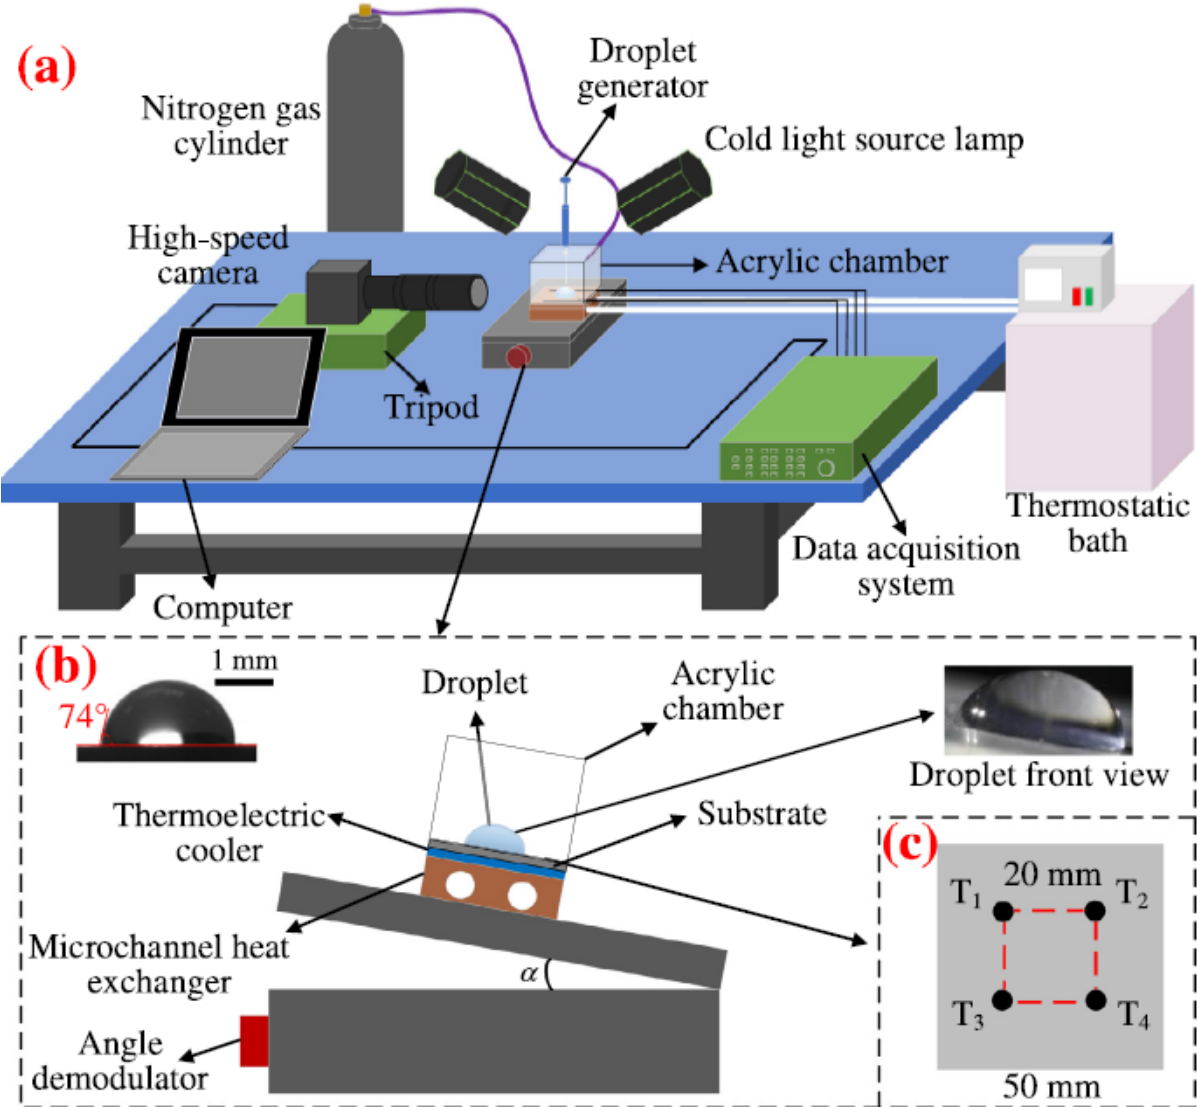 (a)
Droplet
generator
Nitrogen gas
cylinder
Cold light source lamp
High-speed
camera
Acrylic chamber
Tripod
Thermostatic
bath
Data acquisition
system
Computer
(b)
1 mm
74°
Droplet
Acrylic
chamber
Droplet front view
Thermoelectric
cooler
Substrate
Microchannel heat
exchanger
α
Angle
demodulator
(c)
20 mm
T₁
T₂
T₃
T₄
50 mm